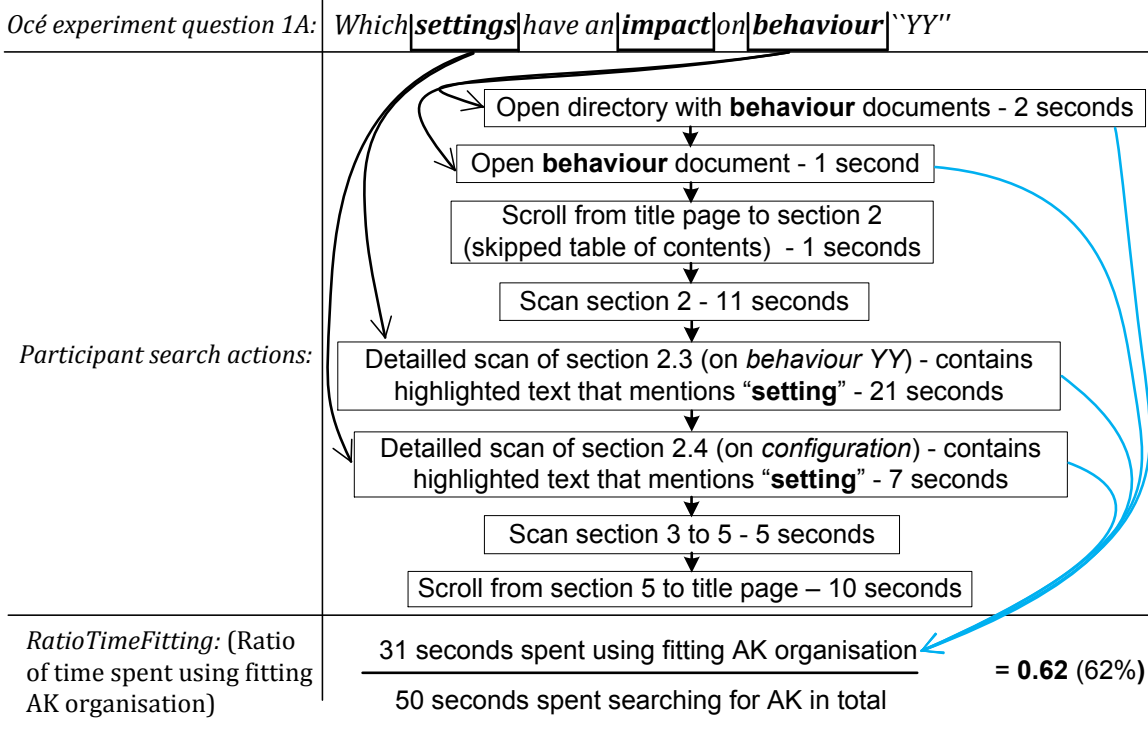 Océ experiment question 1A:
Which settings have an impact on behaviour ``YY''
Participant search actions:
Open directory with behaviour documents - 2 seconds
Open behaviour document - 1 second
Scroll from title page to section 2
(skipped table of contents) - 1 seconds
Scan section 2 - 11 seconds
Detailled scan of section 2.3 (on behaviour YY) - contains
highlighted text that mentions “setting” - 21 seconds
Detailled scan of section 2.4 (on configuration) - contains
highlighted text that mentions “setting” - 7 seconds
Scan section 3 to 5 - 5 seconds
Scroll from section 5 to title page – 10 seconds
RatioTimeFitting: (Ratio
of time spent using fitting
AK organisation)
31 seconds spent using fitting AK organisation
50 seconds spent searching for AK in total
= 0.62 (62%)